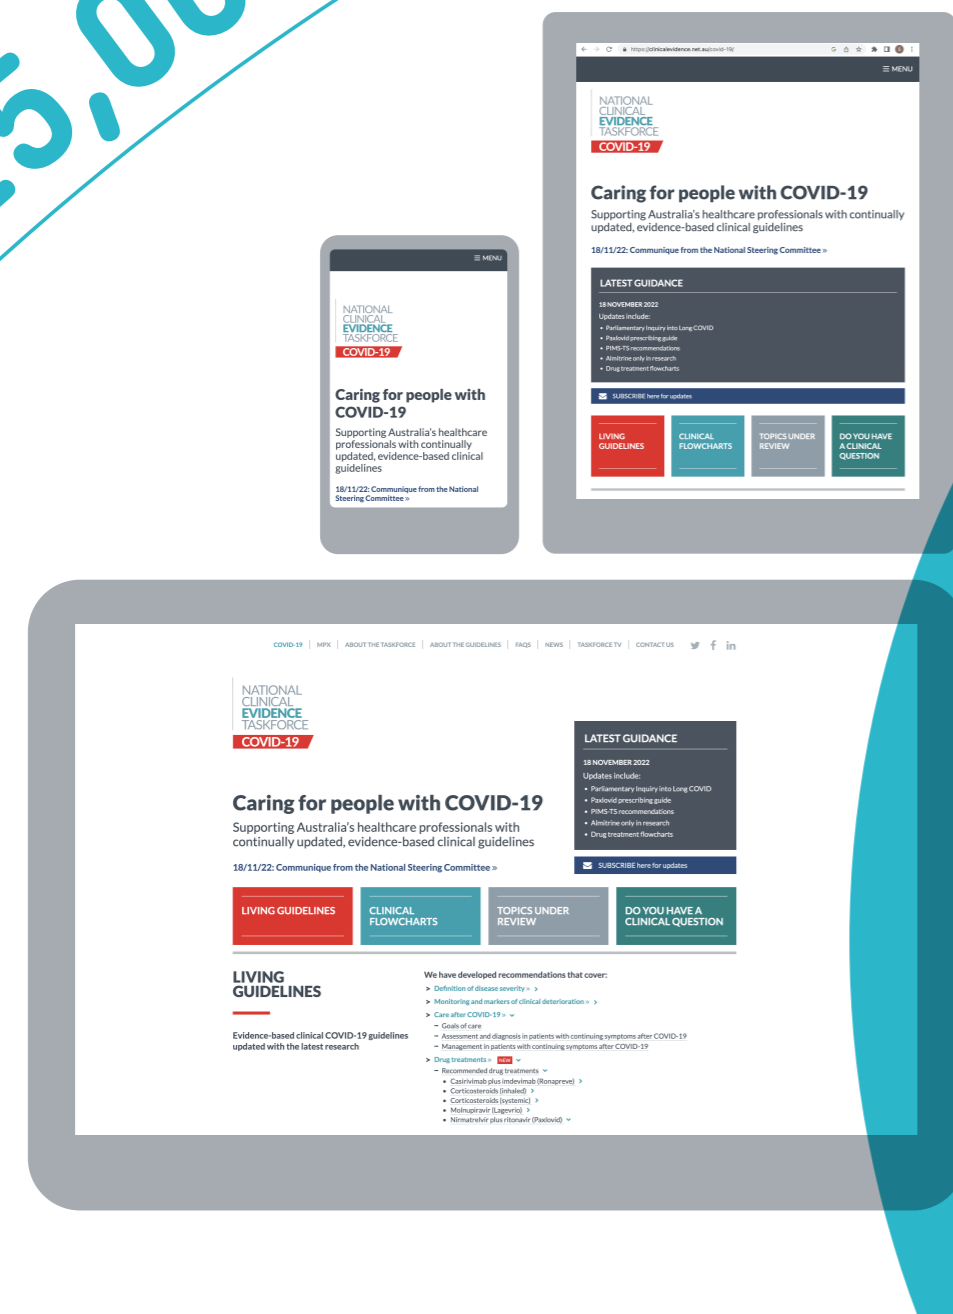 5,00
https://clinicalevidence.net.au/covid-19/
☰ MENU
NATIONAL
CLINICAL
EVIDENCE
TASKFORCE
COVID-19
Caring for people with COVID-19
Supporting Australia's healthcare professionals with continually
updated, evidence-based clinical guidelines
18/11/22: Communique from the National Steering Committee »
LATEST GUIDANCE
18 NOVEMBER 2022
Updates include:
• Parliamentary Inquiry into Long COVID
• Paxlovid prescribing guide
• PIMS-TS recommendations
• Almitrine only in research
• Drug treatment flowcharts
SUBSCRIBE here for updates
LIVING
GUIDELINES
CLINICAL
FLOWCHARTS
TOPICS UNDER
REVIEW
DO YOU HAVE
A CLINICAL
QUESTION
☰ MENU
NATIONAL
CLINICAL
EVIDENCE
TASKFORCE
COVID-19
Caring for people with
COVID-19
Supporting Australia's healthcare
professionals with continually
updated, evidence-based clinical
guidelines
18/11/22: Communique from the National
Steering Committee »
COVID-19 | MPX | ABOUT THE TASKFORCE | ABOUT THE GUIDELINES | FAQS | NEWS | TASKFORCE TV | CONTACT US
NATIONAL
CLINICAL
EVIDENCE
TASKFORCE
COVID-19
Caring for people with COVID-19
Supporting Australia's healthcare professionals with
continually updated, evidence-based clinical guidelines
18/11/22: Communique from the National Steering Committee »
LATEST GUIDANCE
18 NOVEMBER 2022
Updates include:
• Parliamentary Inquiry into Long COVID
• Paxlovid prescribing guide
• PIMS-TS recommendations
• Almitrine only in research
• Drug treatment flowcharts
SUBSCRIBE here for updates
LIVING GUIDELINES
CLINICAL
FLOWCHARTS
TOPICS UNDER
REVIEW
DO YOU HAVE A
CLINICAL QUESTION
LIVING
GUIDELINES
Evidence-based clinical COVID-19 guidelines
updated with the latest research
We have developed recommendations that cover:
> Definition of disease severity » >
> Monitoring and markers of clinical deterioration » >
> Care after COVID-19 »
– Goals of care
– Assessment and diagnosis in patients with continuing symptoms after COVID-19
– Management in patients with continuing symptoms after COVID-19
> Drug treatments » NEW
– Recommended drug treatments
• Casirivimab plus imdevimab (Ronapreve) >
• Corticosteroids (inhaled) >
• Corticosteroids (systemic) >
• Molnupiravir (Lagevrio) >
• Nirmatrelvir plus ritonavir (Paxlovid)